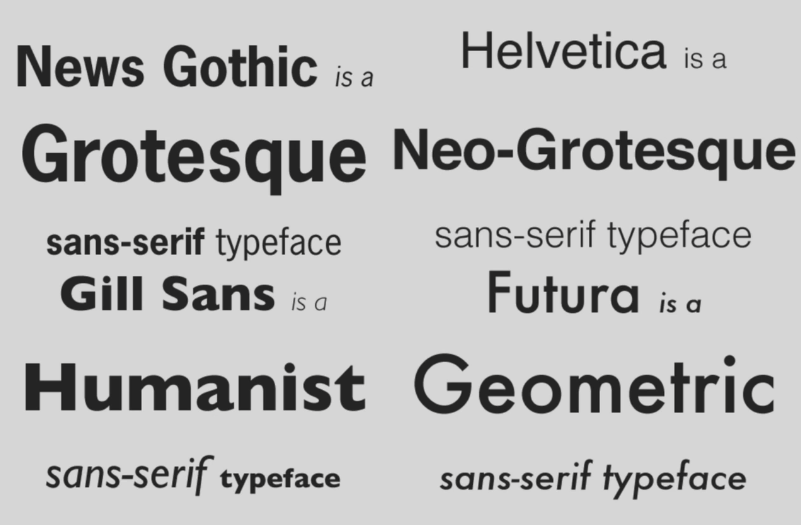 News Gothic is a
Grotesque
sans-serif typeface
Helvetica is a
Neo-Grotesque
sans-serif typeface
Gill Sans is a
Humanist
sans-serif typeface
Futura is a
Geometric
sans-serif typeface